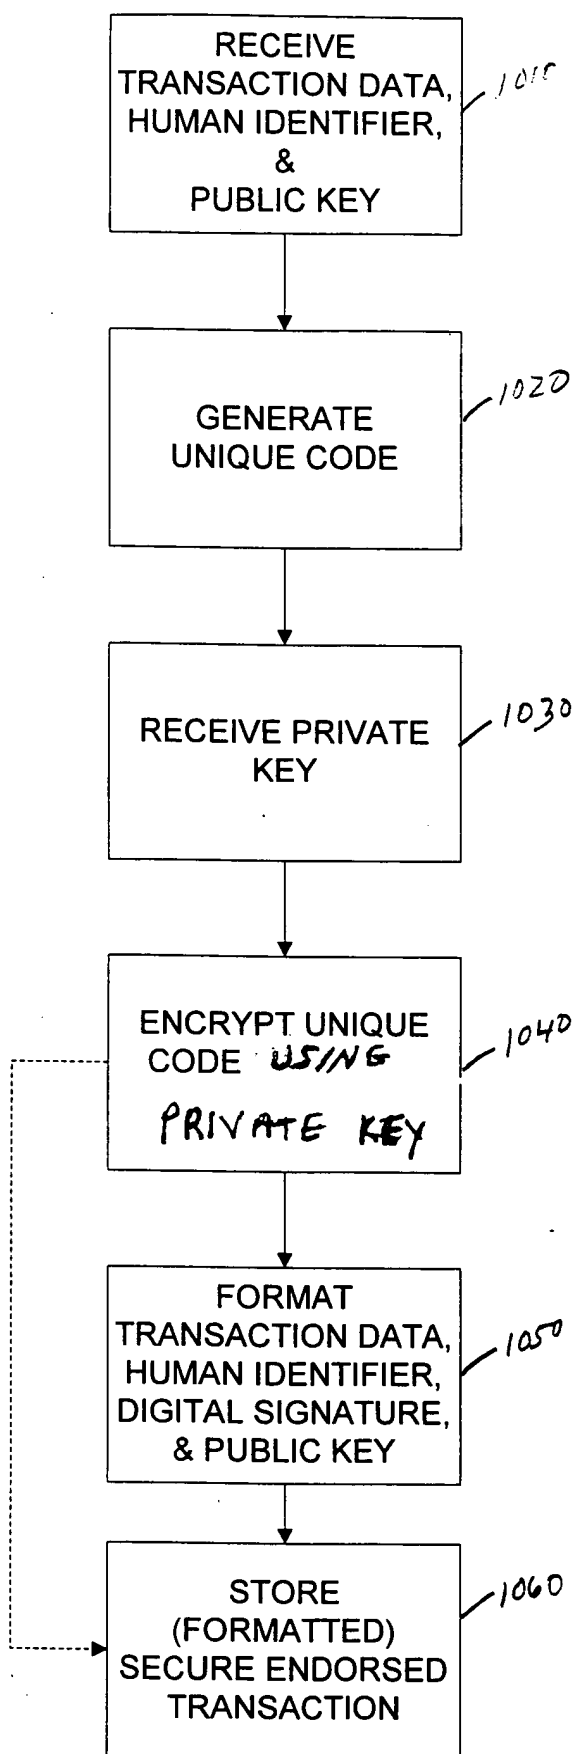 RECEIVE
TRANSACTION DATA,
HUMAN IDENTIFIER,
&
PUBLIC KEY
1010
GENERATE
UNIQUE CODE
1020
RECEIVE PRIVATE
KEY
1030
ENCRYPT UNIQUE
CODE USING
PRIVATE KEY
1040
FORMAT
TRANSACTION DATA,
HUMAN IDENTIFIER,
DIGITAL SIGNATURE,
& PUBLIC KEY
1050
STORE
(FORMATTED)
SECURE ENDORSED
TRANSACTION
1060